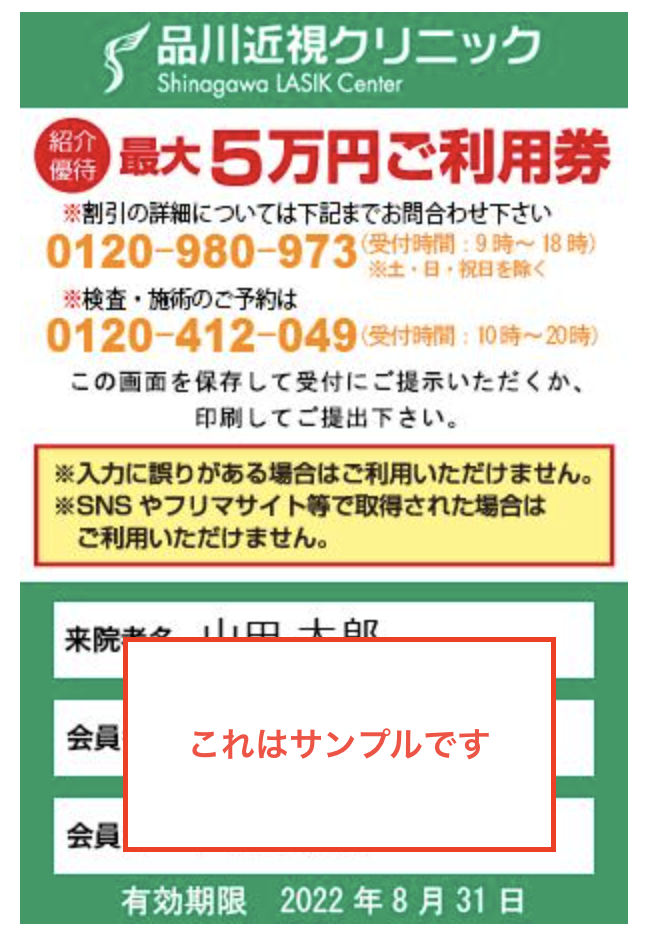 品川近視クリニック
Shinagawa LASIK Center
紹介
優待
最大5万円ご利用券
※割引の詳細については下記までお問合わせ下さい
0120-980-973(受付時間:9時〜18時)
※土・日・祝日を除く
※検査・施術のご予約は
0120-412-049(受付時間:10時〜20時)
この画面を保存して受付にご提示いただくか、
印刷してご提出下さい。
※入力に誤りがある場合はご利用いただけません。
※SNSやフリマサイト等で取得された場合は
ご利用いただけません。
来院者名 山田 太郎
会員
これはサンプルです
会員
有効期限 2022年8月31日